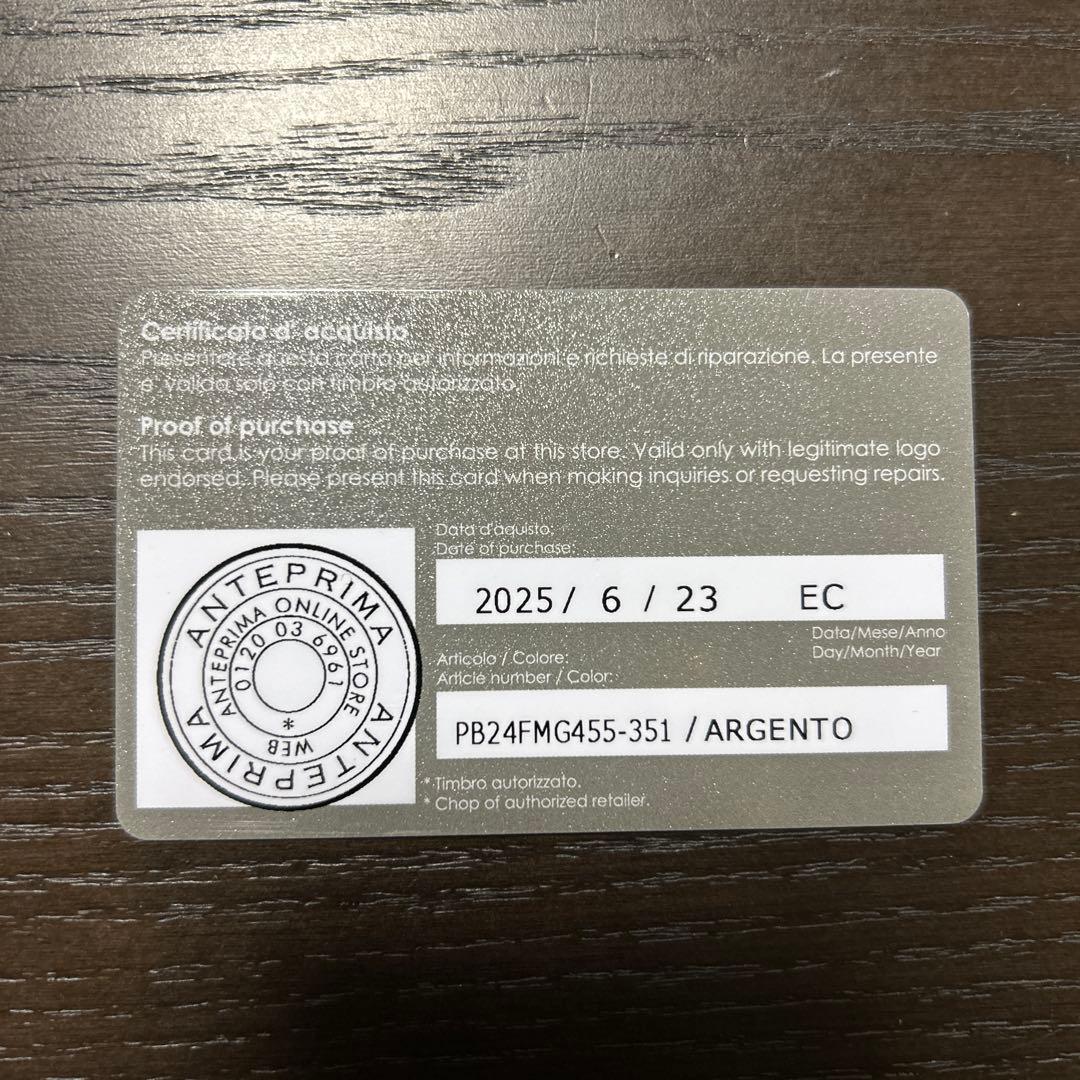 Certificato d' acquisto
Presentare questa carta per informazioni e richieste di riparazione. La presente
e' valida solo con timbro autorizzato.
Proof of purchase
This card is your proof of purchase at this store. Valid only with legitimate logo
endorsed. Please present this card when making inquiries or requesting repairs.
Data d'aquisto:
Date of purchase:
2025/ 6 / 23 EC
Data/Mese/Anno
Day/Month/Year
Articolo / Colore:
Article number / Color:
PB24FMG455-351 / ARGENTO
* Timbro autorizzato.
* Chop of authorized retailer.
ANTEPRIMA ANTEPRIMA
ANTEPRIMA ONLINE STORE
0120 03 6961
WEB
*